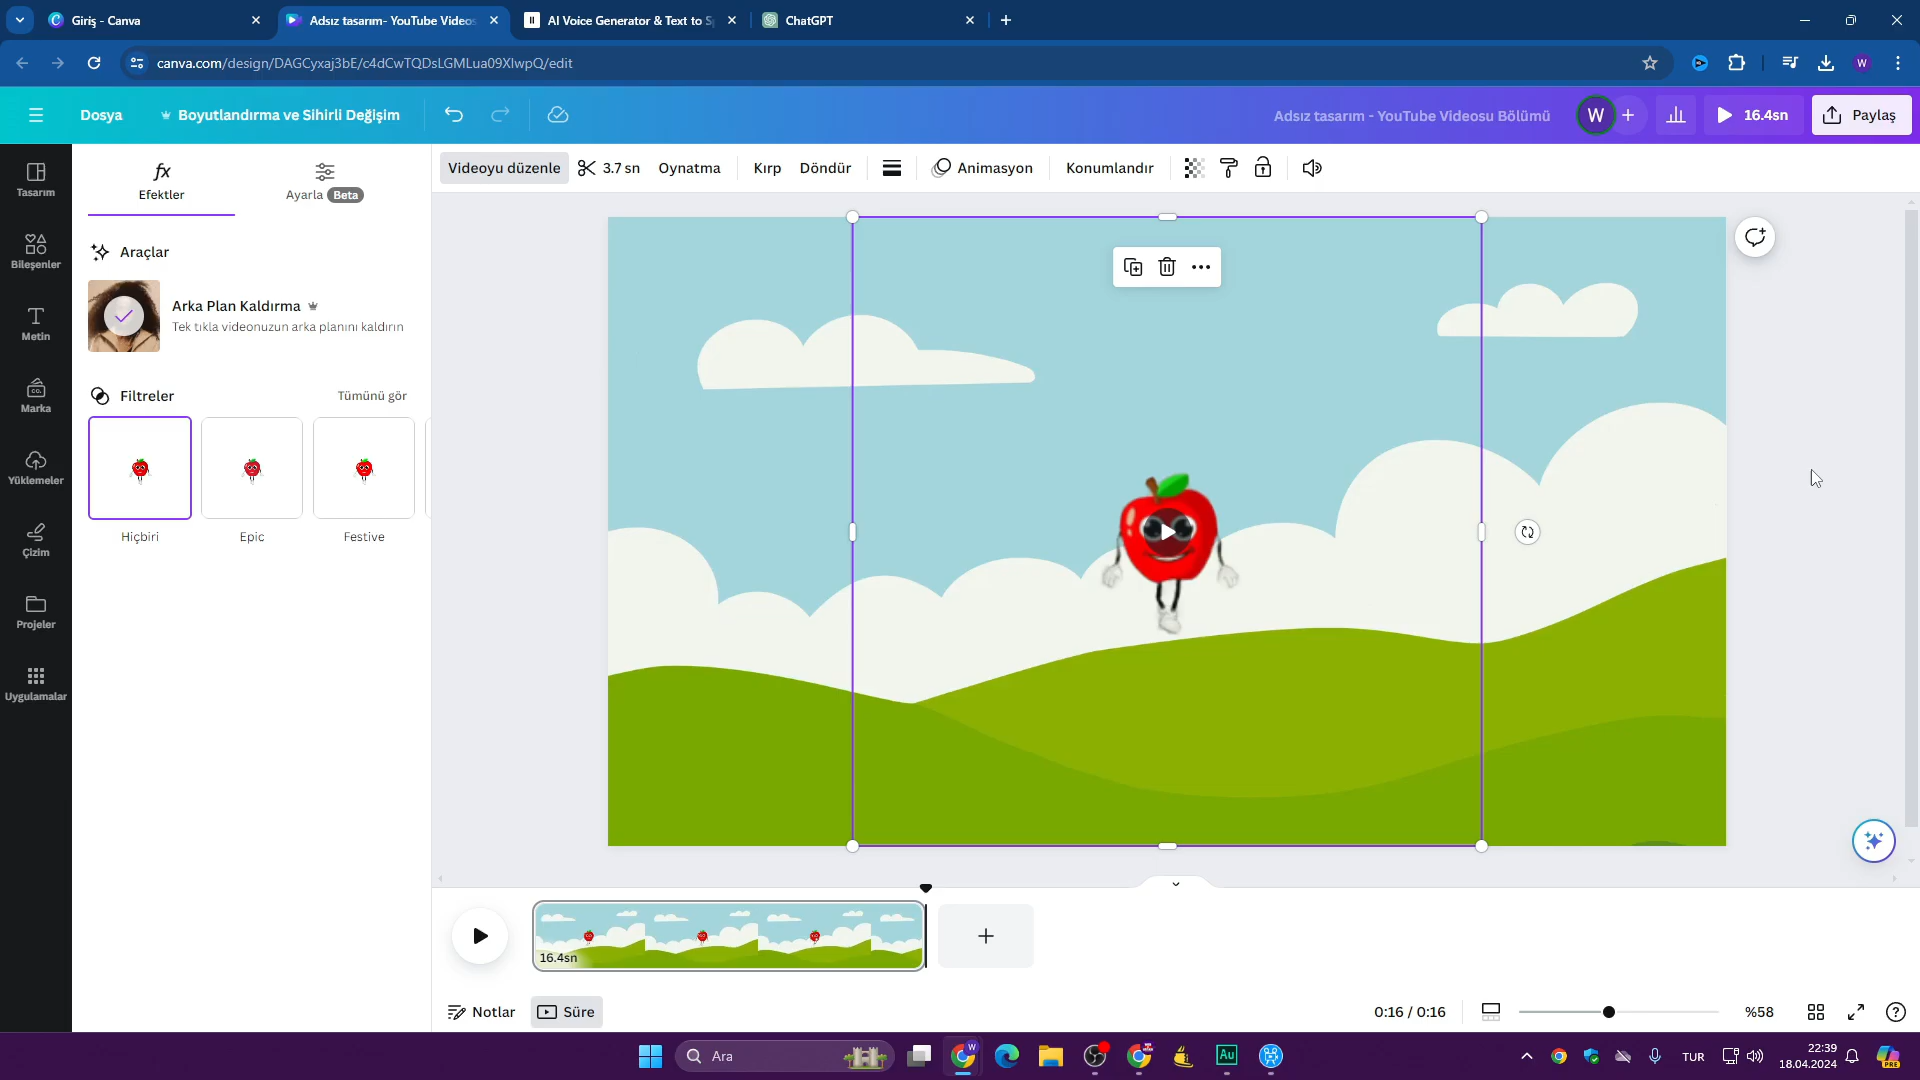 Giriş - Canva
Adsız tasarım- YouTube Videos
AI Voice Generator & Text to S
ChatGPT
canva.com/design/DAGCyxaj3bE/c4dCwTQDsLGMLua09XIwpQ/edit
W
Dosya
Boyutlandırma ve Sihirli Değişim
Adsız tasarım - YouTube Videosu Bölümü
W
16.4sn
Paylaş
Tasarım
Bileşenler
Metin
Marka
Yüklemeler
Çizim
Projeler
Uygulamalar
Efektler
Ayarla Beta
Araçlar
Arka Plan Kaldırma
Tek tıkla videonuzun arka planını kaldırın
Filtreler
Tümünü gör
Hiçbiri
Epic
Festive
Videoyu düzenle
3.7 sn
Oynatma
Kırp
Döndür
Animasyon
Konumlandır
16.4sn
Notlar
Süre
0:16 / 0:16
%58
Ara
W
Au
TUR
22:39
18.04.2024
PRE